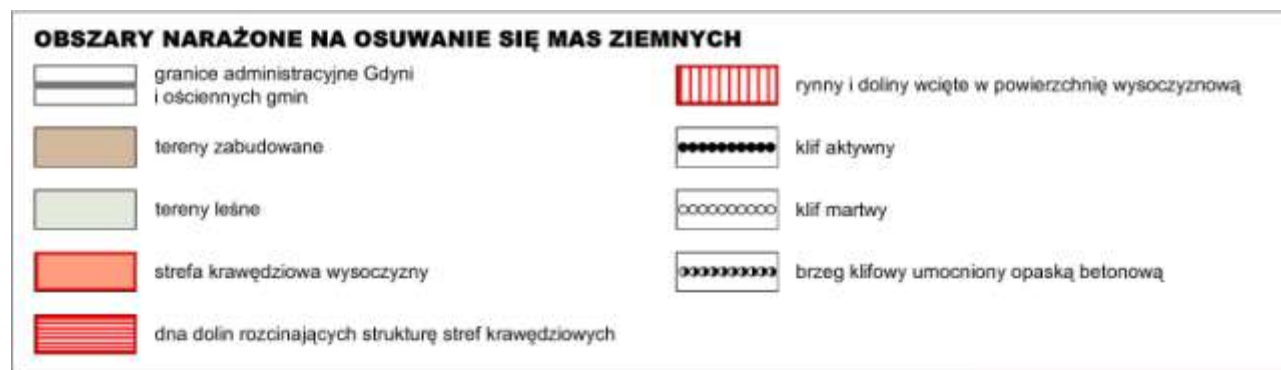 OBSZARY NARAŻONE NA OSUWANIE SIĘ MAS ZIEMNYCH
granice administracyjne Gdyni
i ościennych gmin
tereny zabudowane
tereny leśne
strefa krawędziowa wysoczyzny
dna dolin rozcinających strukturę stref krawędziowych
rynny i doliny wcięte w powierzchnię wysoczyznową
klif aktywny
klif martwy
brzeg klifowy umocniony opaską betonową